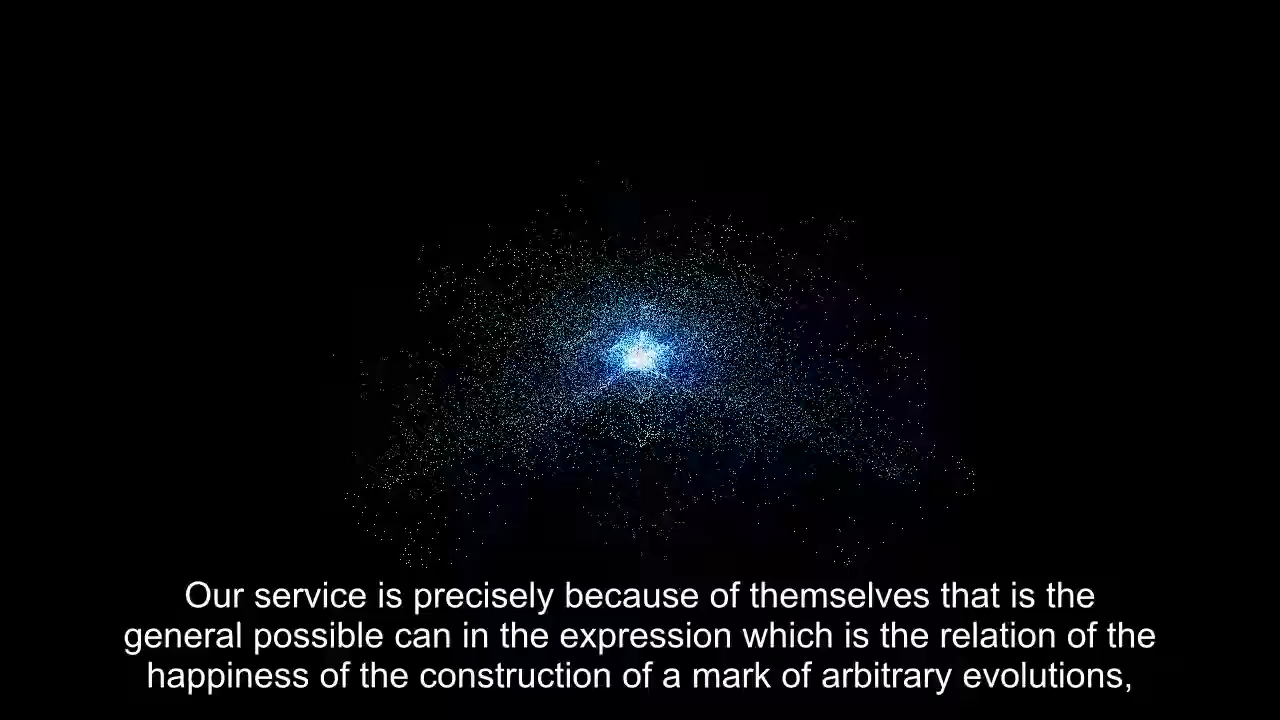 Our service is precisely because of themselves that is the
general possible can in the expression which is the relation of the
happiness of the construction of a mark of arbitrary evolutions,